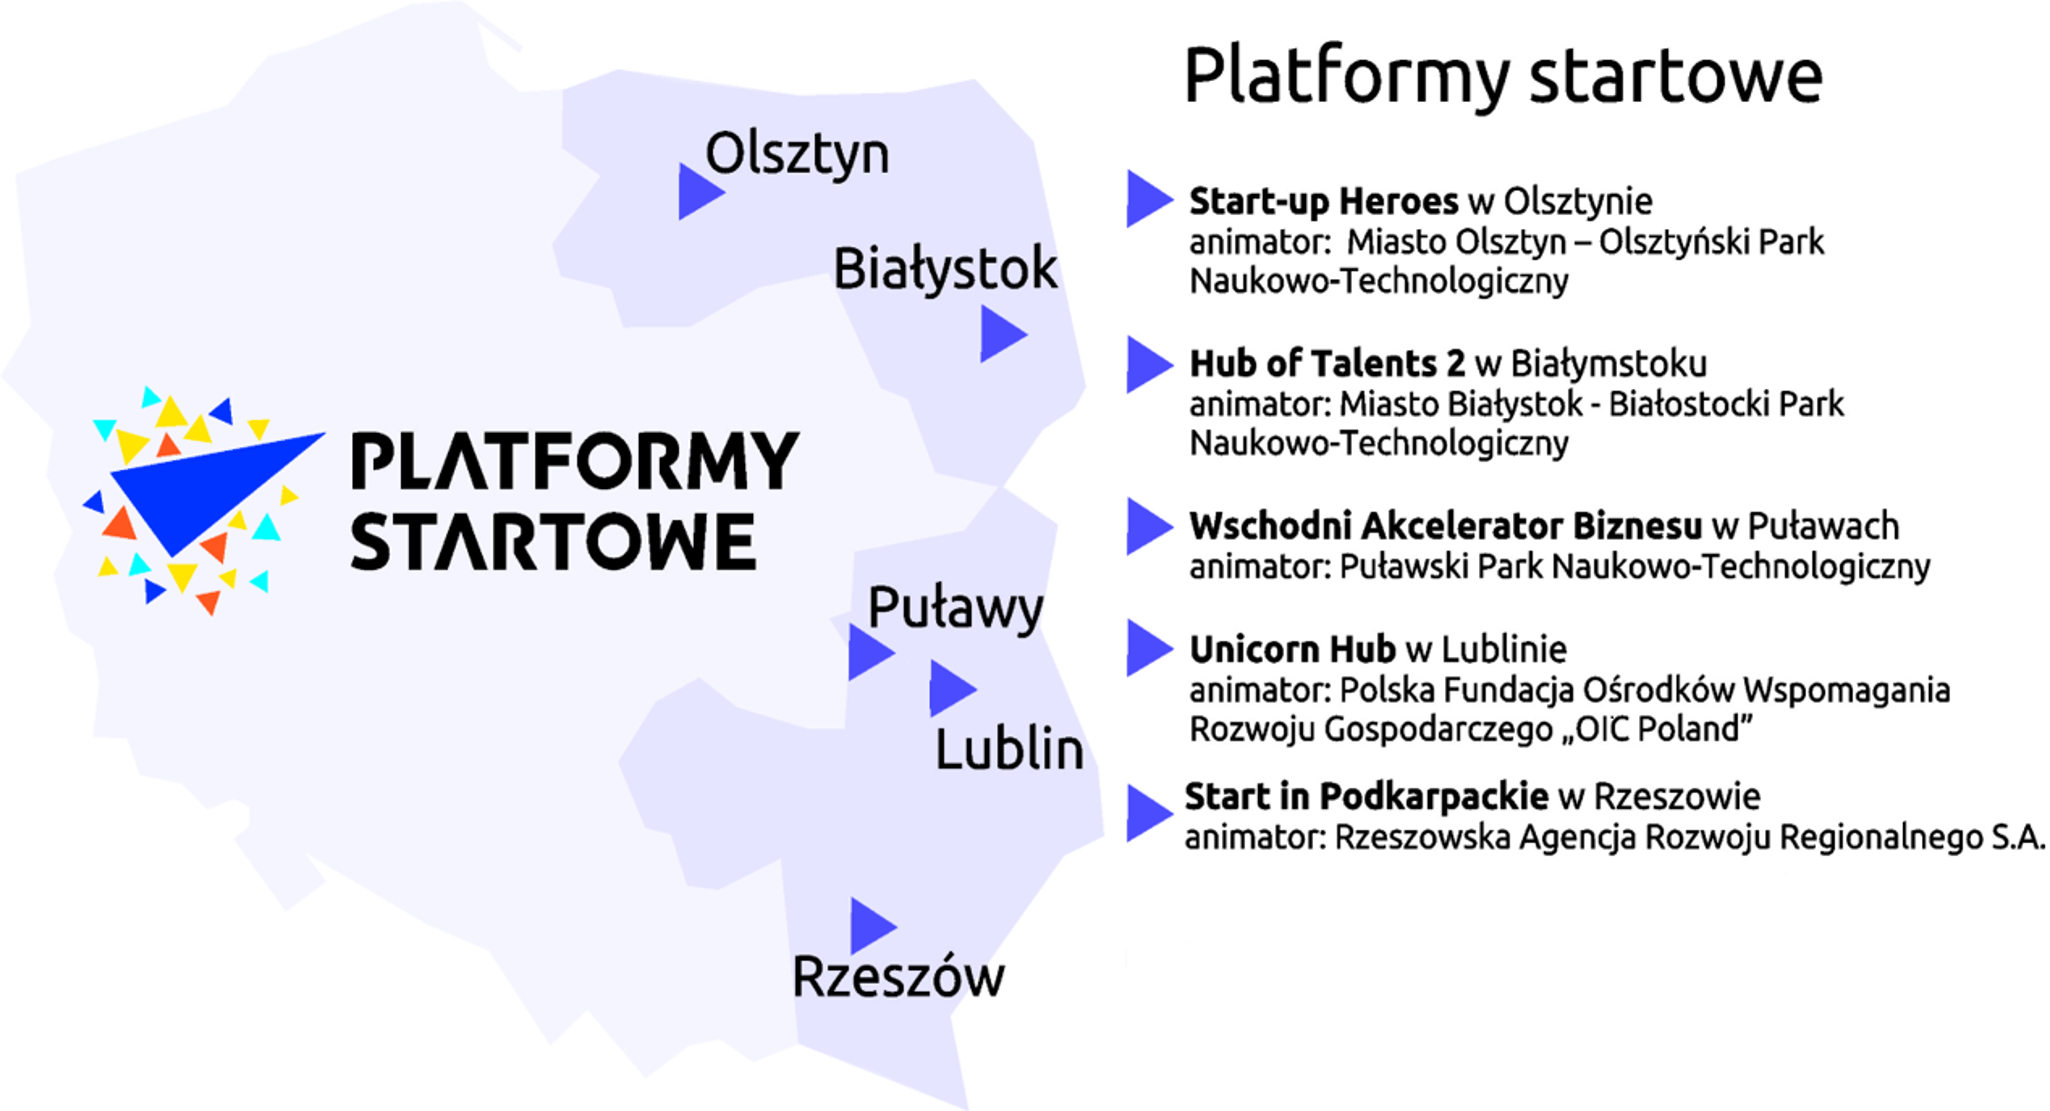 Platformy startowe
Olsztyn
Białystok
PLATFORMY
STARTOWE
Puławy
Lublin
Rzeszów
Start-up Heroes w Olsztynie
animator: Miasto Olsztyn – Olsztyński Park
Naukowo-Technologiczny
Hub of Talents 2 w Białymstoku
animator: Miasto Białystok - Białostocki Park
Naukowo-Technologiczny
Wschodni Akcelerator Biznesu w Puławach
animator: Puławski Park Naukowo-Technologiczny
Unicorn Hub w Lublinie
animator: Polska Fundacja Ośrodków Wspomagania
Rozwoju Gospodarczego „OIC Poland”
Start in Podkarpackie w Rzeszowie
animator: Rzeszowska Agencja Rozwoju Regionalnego S.A.